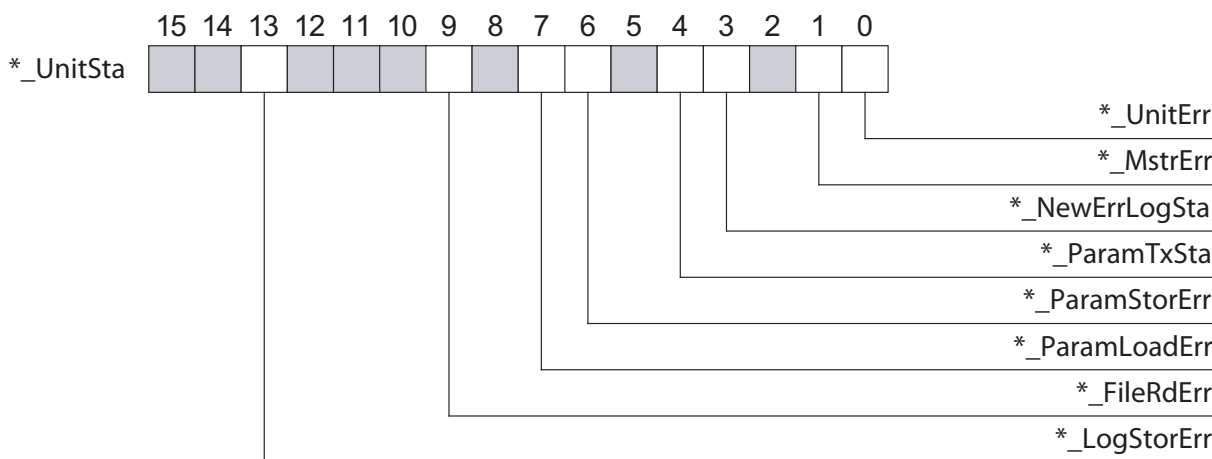 15 14 13 12 11 10 9 8 7 6 5 4 3 2 1 0
*_UnitSta
*_UnitErr
*_MstrErr
*_NewErrLogSta
*_ParamTxSta
*_ParamStorErr
*_ParamLoadErr
*_FileRdErr
*_LogStorErr